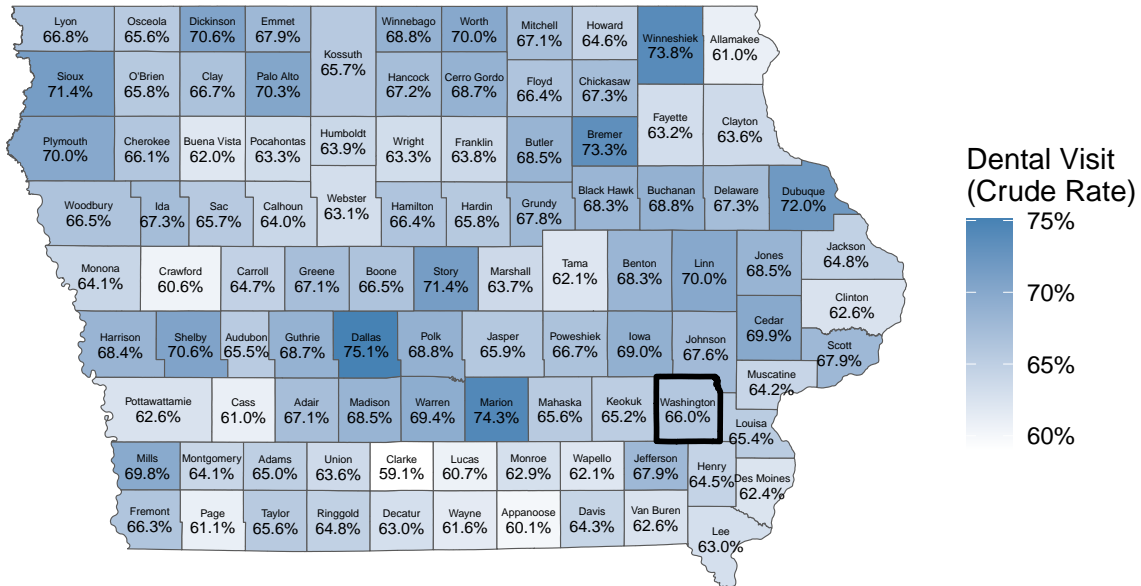 Lyon
66.8%
Osceola
65.6%
Dickinson
70.6%
Emmet
67.9%
Kossuth
65.7%
Winnebago
68.8%
Worth
70.0%
Mitchell
67.1%
Howard
64.6%
Winneshiek
73.8%
Allamakee
61.0%
Sioux
71.4%
O'Brien
65.8%
Clay
66.7%
Palo Alto
70.3%
Hancock
67.2%
Cerro Gordo
68.7%
Floyd
66.4%
Chickasaw
67.3%
Fayette
63.2%
Clayton
63.6%
Plymouth
70.0%
Cherokee
66.1%
Buena Vista
62.0%
Pocahontas
63.3%
Humboldt
63.9%
Wright
63.3%
Franklin
63.8%
Butler
68.5%
Bremer
73.3%
Woodbury
66.5%
Ida
67.3%
Sac
65.7%
Calhoun
64.0%
Webster
63.1%
Hamilton
66.4%
Hardin
65.8%
Grundy
67.8%
Black Hawk
68.3%
Buchanan
68.8%
Delaware
67.3%
Dubuque
72.0%
Monona
64.1%
Crawford
60.6%
Carroll
64.7%
Greene
67.1%
Boone
66.5%
Story
71.4%
Marshall
63.7%
Tama
62.1%
Benton
68.3%
Linn
70.0%
Jones
68.5%
Jackson
64.8%
Clinton
62.6%
Harrison
68.4%
Shelby
70.6%
Audubon
65.5%
Guthrie
68.7%
Dallas
75.1%
Polk
68.8%
Jasper
65.9%
Poweshiek
66.7%
Iowa
69.0%
Johnson
67.6%
Cedar
69.9%
Scott
67.9%
Muscatine
64.2%
Pottawattamie
62.6%
Cass
61.0%
Adair
67.1%
Madison
68.5%
Warren
69.4%
Marion
74.3%
Mahaska
65.6%
Keokuk
65.2%
Washington
66.0%
Louisa
65.4%
Mills
69.8%
Montgomery
64.1%
Adams
65.0%
Union
63.6%
Clarke
59.1%
Lucas
60.7%
Monroe
62.9%
Wapello
62.1%
Jefferson
67.9%
Henry
64.5%
Des Moines
62.4%
Fremont
66.3%
Page
61.1%
Taylor
65.6%
Ringgold
64.8%
Decatur
63.0%
Wayne
61.6%
Appanoose
60.1%
Davis
64.3%
Van Buren
62.6%
Lee
63.0%
Dental Visit
(Crude Rate)
75%
70%
65%
60%